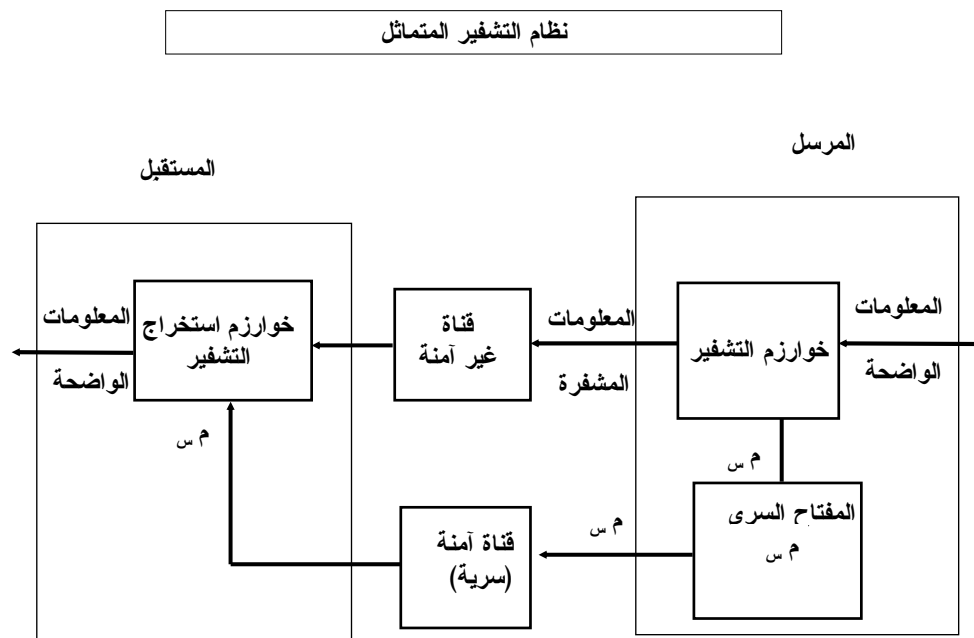 نظام التشفير المتماثل
المرسل
المستقبل
المعلومات
الواضحة
خوارزم التشفير
المعلومات
المشفرة
قناة
غير آمنة
خوارزم استخراج
التشفير
المعلومات
الواضحة
م س
م س
المفتاح السرى
م س
م س
قناة آمنة
(سرية)